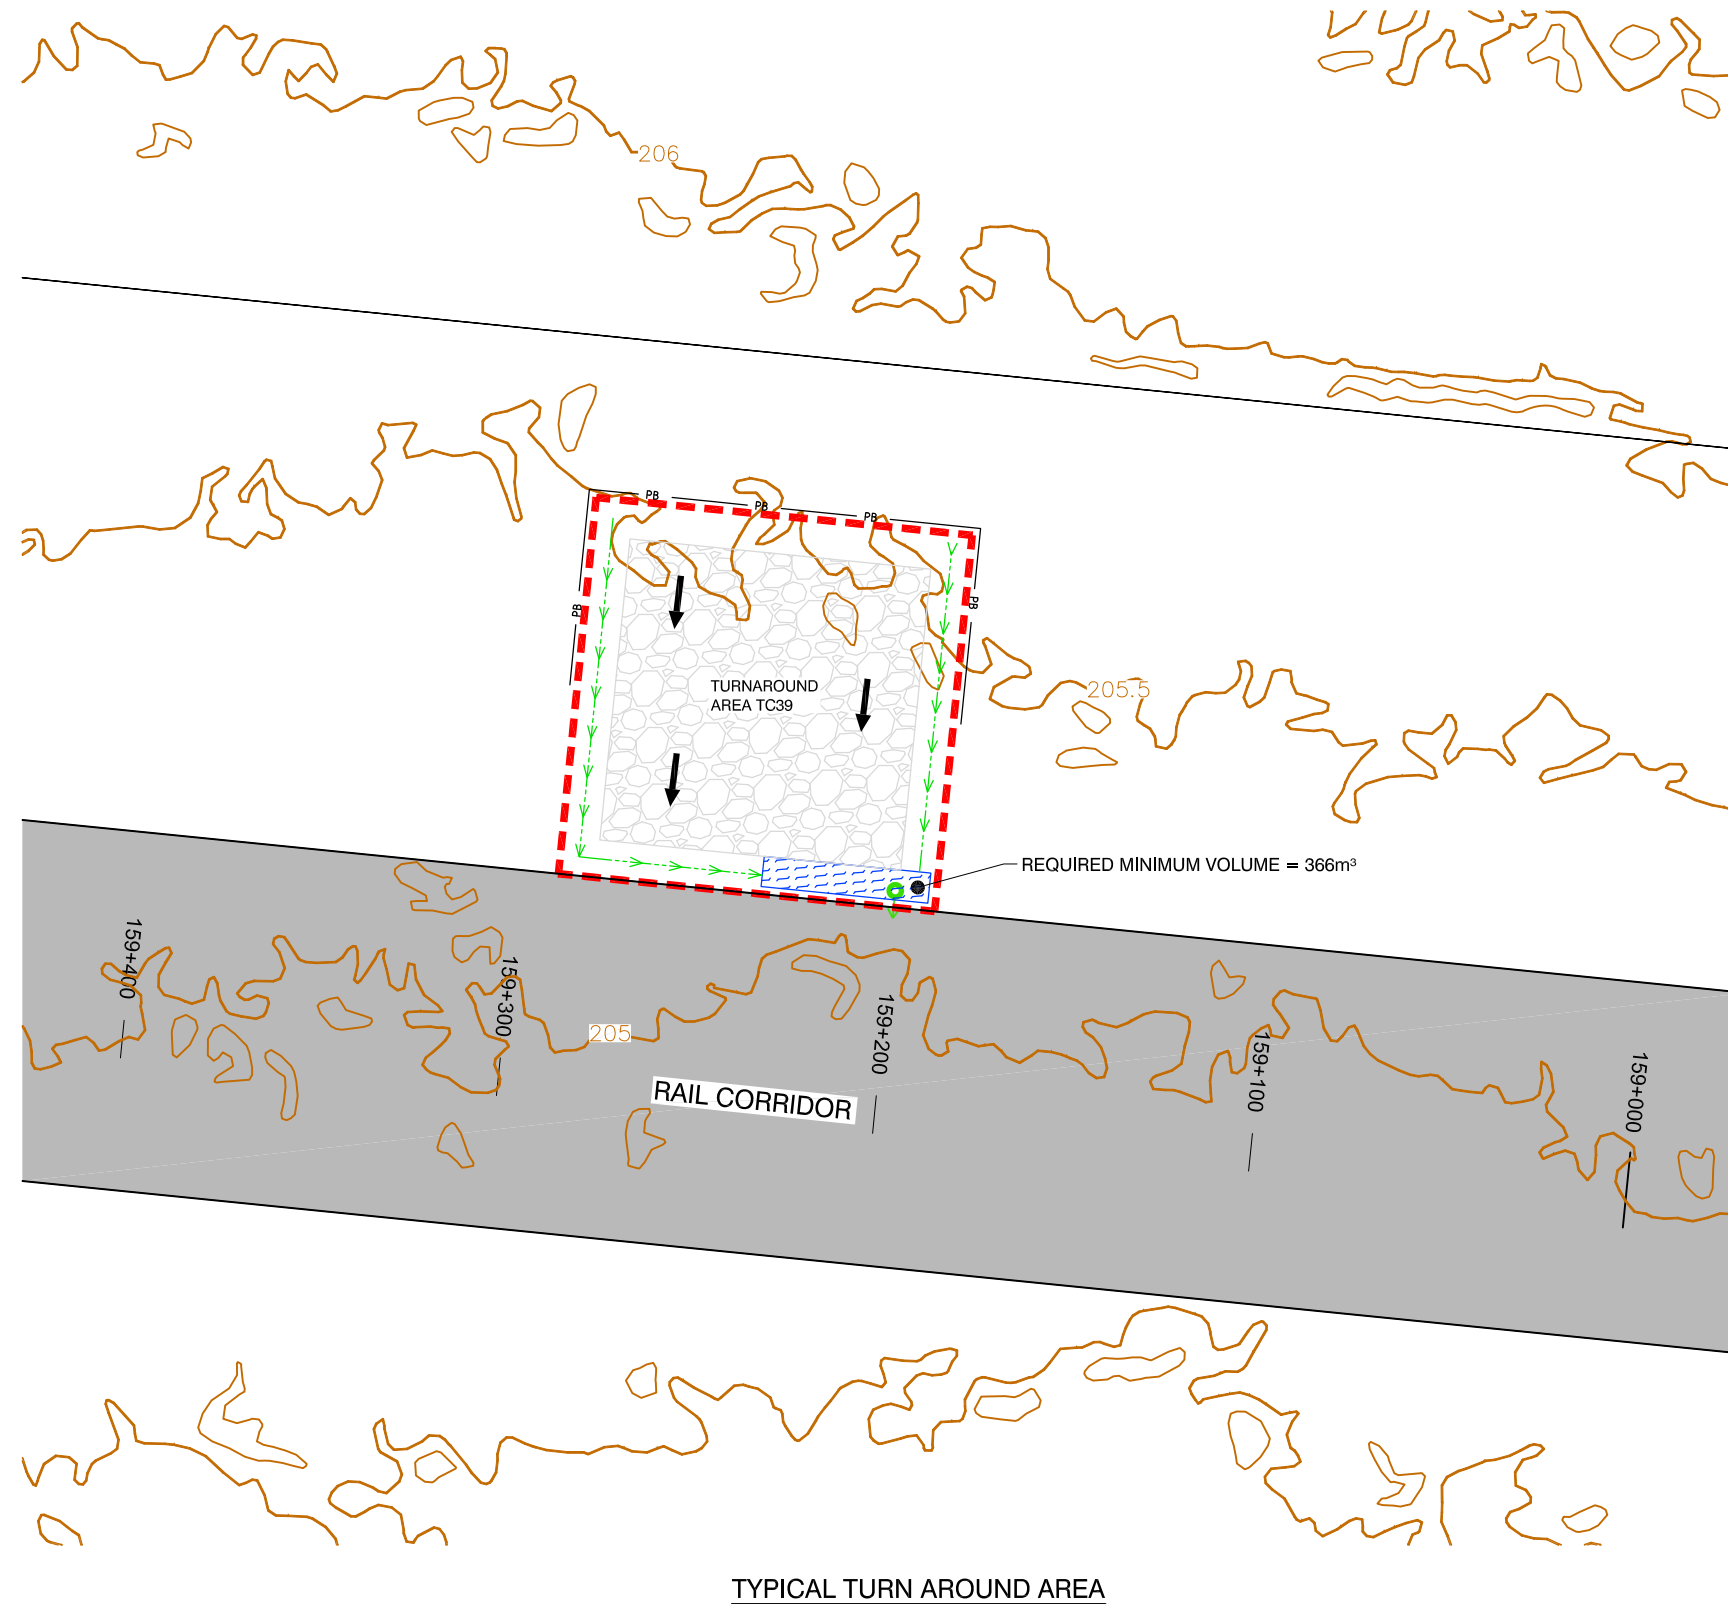 206
PB
PB
PB
PB
PB
TURNAROUND
AREA TC39
205.5
REQUIRED MINIMUM VOLUME = 366m³
159+400
159+300
205
159+200
159+100
159+000
RAIL CORRIDOR
TYPICAL TURN AROUND AREA